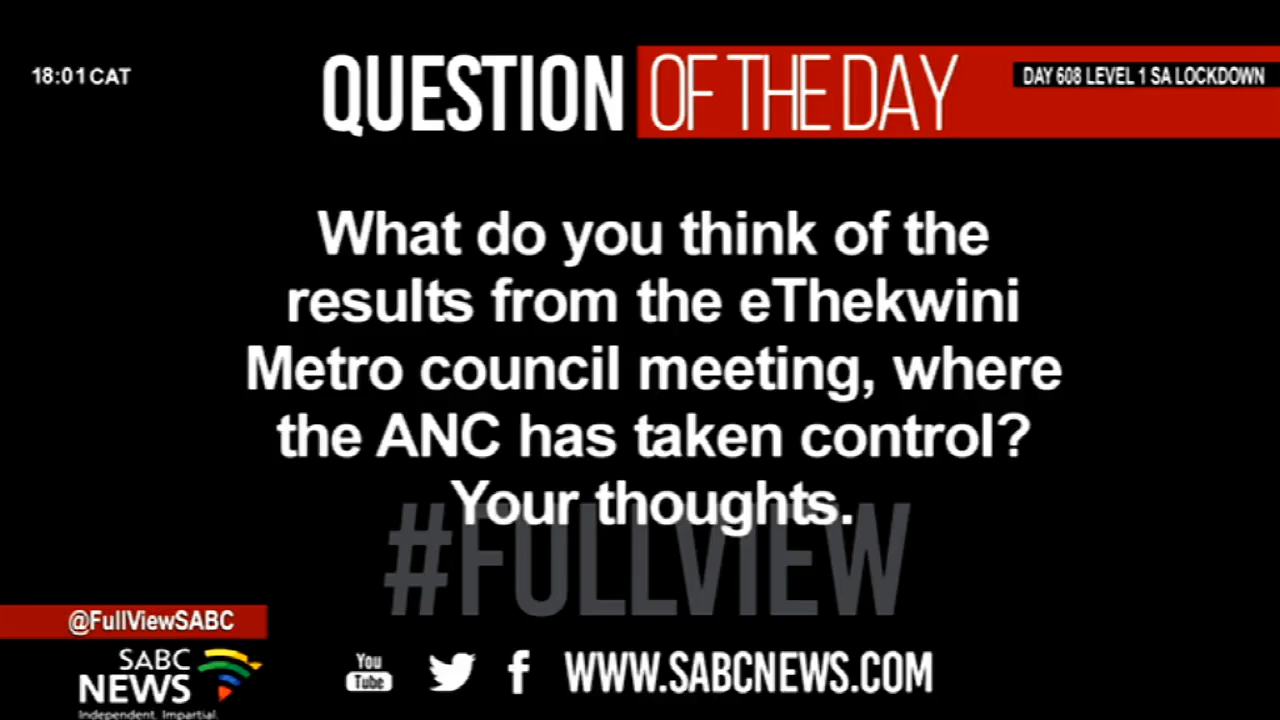 18:01 CAT
QUESTION OF THE DAY
DAY 608 LEVEL 1 SA LOCKDOWN
What do you think of the
results from the eThekwini
Metro council meeting, where
the ANC has taken control?
Your thoughts.
#FULLVIEW
@FullViewSABC
SABC
NEWS
Independent. Impartial.
You
Tube
WWW.SABCNEWS.COM